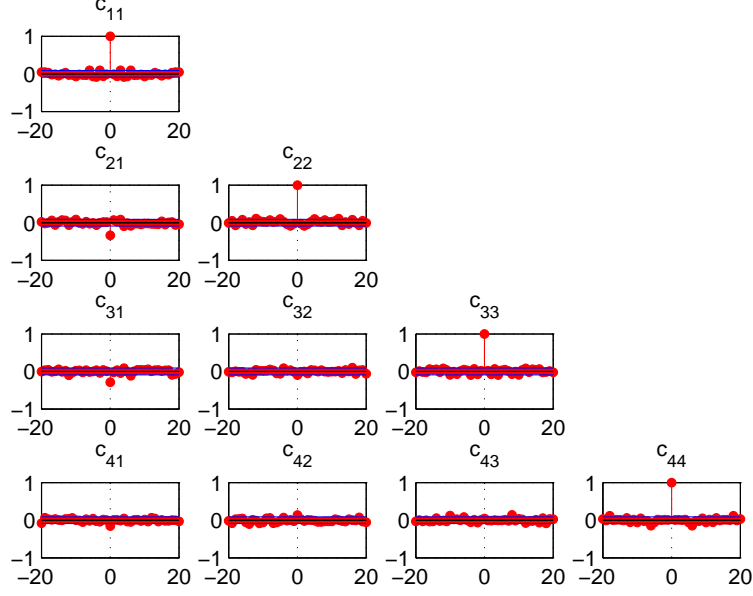 c11
1
0
−1
−20 0 20
c21 c22
1 1
0 0
−1 −1
−20 0 20 −20 0 20
c31 c32 c33
1 1 1
0 0 0
−1 −1 −1
−20 0 20 −20 0 20 −20 0 20
c41 c42 c43 c44
1 1 1 1
0 0 0 0
−1 −1 −1 −1
−20 0 20 −20 0 20 −20 0 20 −20 0 20